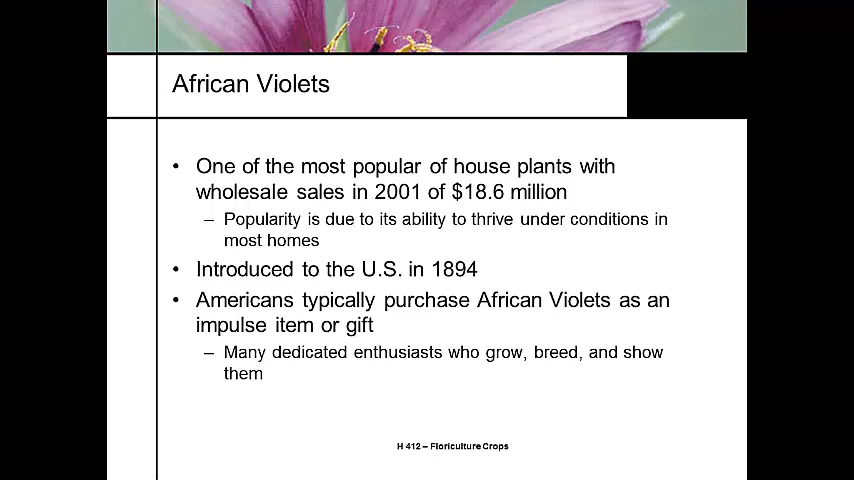 African Violets
• One of the most popular of house plants with
wholesale sales in 2001 of $18.6 million
– Popularity is due to its ability to thrive under conditions in
most homes
• Introduced to the U.S. in 1894
• Americans typically purchase African Violets as an
impulse item or gift
– Many dedicated enthusiasts who grow, breed, and show
them
H 412 – Floriculture Crops